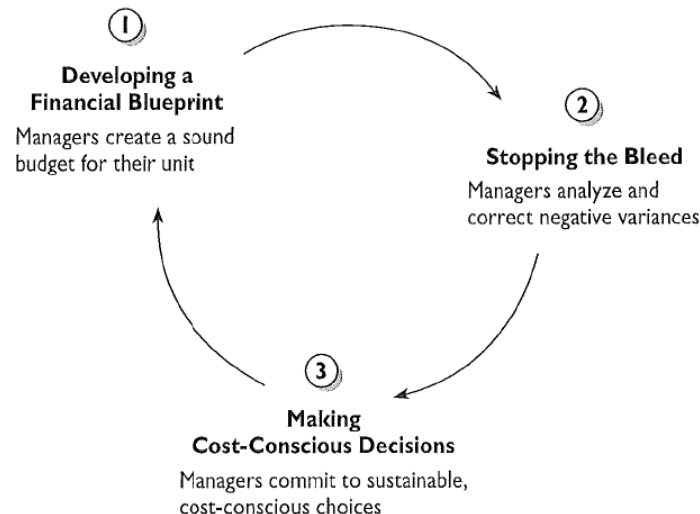 1
Developing a
Financial Blueprint
Managers create a sound
budget for their unit
2
Stopping the Bleed
Managers analyze and
correct negative variances
3
Making
Cost-Conscious Decisions
Managers commit to sustainable,
cost-conscious choices